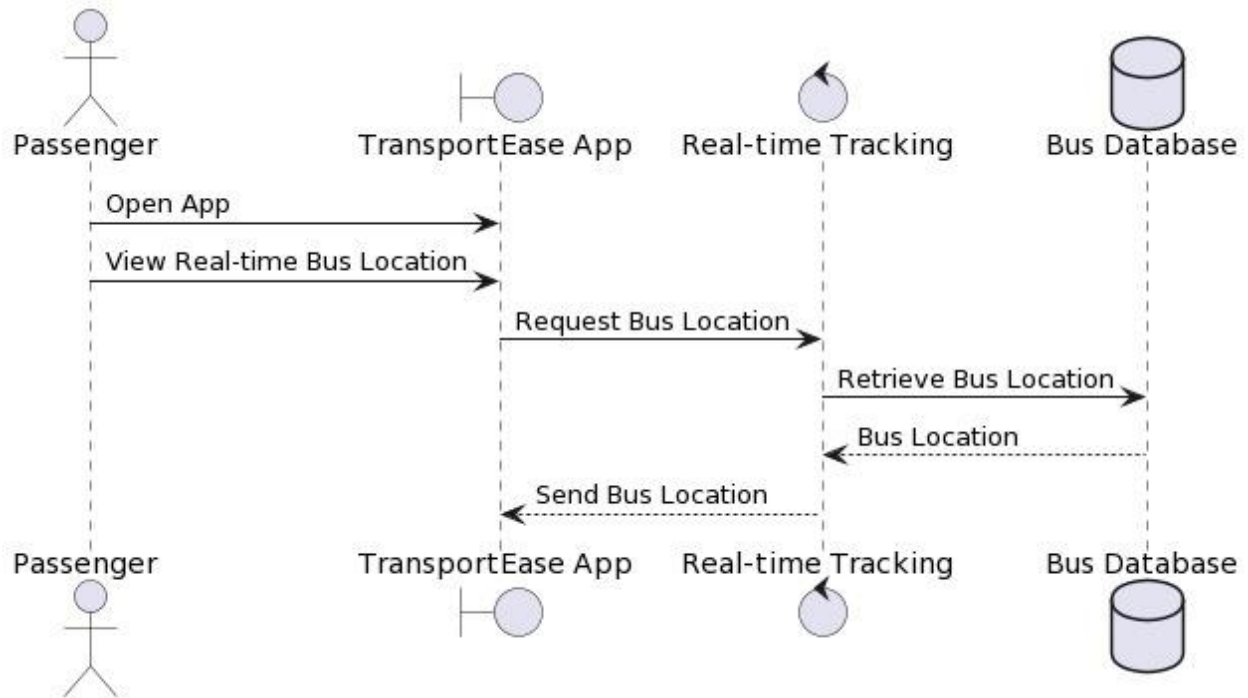 Passenger
TransportEase App
Real-time Tracking
Bus Database
Open App
View Real-time Bus Location
Request Bus Location
Retrieve Bus Location
Bus Location
Send Bus Location
Passenger
TransportEase App
Real-time Tracking
Bus Database